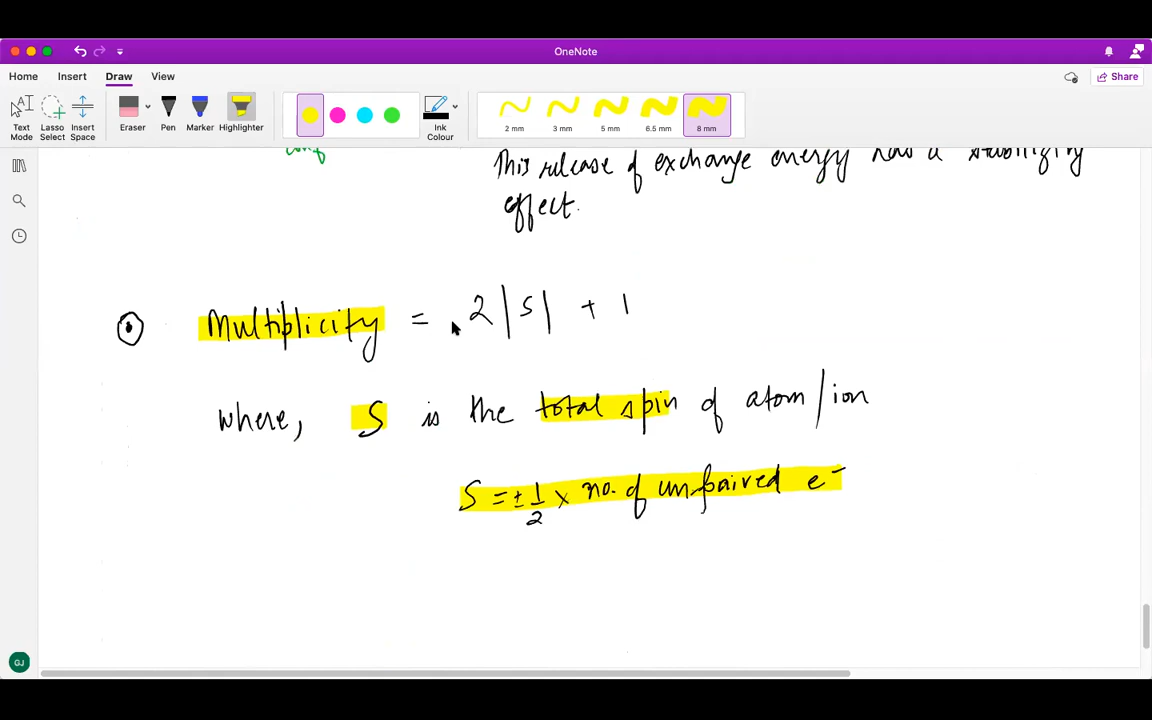 OneNote
Home Insert Draw View
Share
Text Mode Lasso Select Insert Space Eraser Pen Marker Highlighter Ink Colour 2 mm 3 mm 5 mm 6.5 mm 8 mm
conf
This release of exchange energy has a stabilizing
effect.
Multiplicity = 2|S| + 1
where, S is the total spin of atom/ion
S = ± 1/2 × no. of unpaired e⁻
GJ